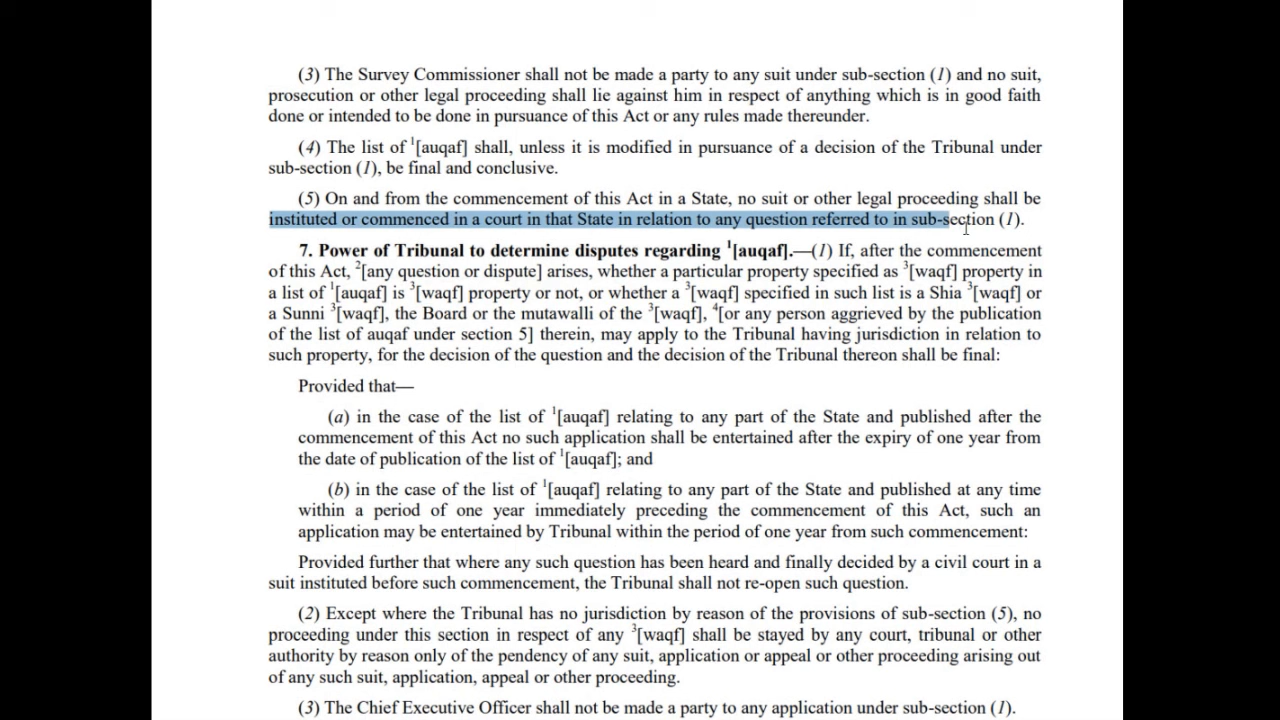 (3) The Survey Commissioner shall not be made a party to any suit under sub-section (1) and no suit,
prosecution or other legal proceeding shall lie against him in respect of anything which is in good faith
done or intended to be done in pursuance of this Act or any rules made thereunder.
(4) The list of 1[auqaf] shall, unless it is modified in pursuance of a decision of the Tribunal under
sub-section (1), be final and conclusive.
(5) On and from the commencement of this Act in a State, no suit or other legal proceeding shall be
instituted or commenced in a court in that State in relation to any question referred to in sub-section (1).
7. Power of Tribunal to determine disputes regarding 1[auqaf].—(1) If, after the commencement
of this Act, 2[any question or dispute] arises, whether a particular property specified as 3[waqf] property in
a list of 1[auqaf] is 3[waqf] property or not, or whether a 3[waqf] specified in such list is a Shia 3[waqf] or
a Sunni 3[waqf], the Board or the mutawalli of the 3[waqf], 4[or any person aggrieved by the publication
of the list of auqaf under section 5] therein, may apply to the Tribunal having jurisdiction in relation to
such property, for the decision of the question and the decision of the Tribunal thereon shall be final:
Provided that—
(a) in the case of the list of 1[auqaf] relating to any part of the State and published after the
commencement of this Act no such application shall be entertained after the expiry of one year from
the date of publication of the list of 1[auqaf]; and
(b) in the case of the list of 1[auqaf] relating to any part of the State and published at any time
within a period of one year immediately preceding the commencement of this Act, such an
application may be entertained by Tribunal within the period of one year from such commencement:
Provided further that where any such question has been heard and finally decided by a civil court in a
suit instituted before such commencement, the Tribunal shall not re-open such question.
(2) Except where the Tribunal has no jurisdiction by reason of the provisions of sub-section (5), no
proceeding under this section in respect of any 3[waqf] shall be stayed by any court, tribunal or other
authority by reason only of the pendency of any suit, application or appeal or other proceeding arising out
of any such suit, application, appeal or other proceeding.
(3) The Chief Executive Officer shall not be made a party to any application under sub-section (1).